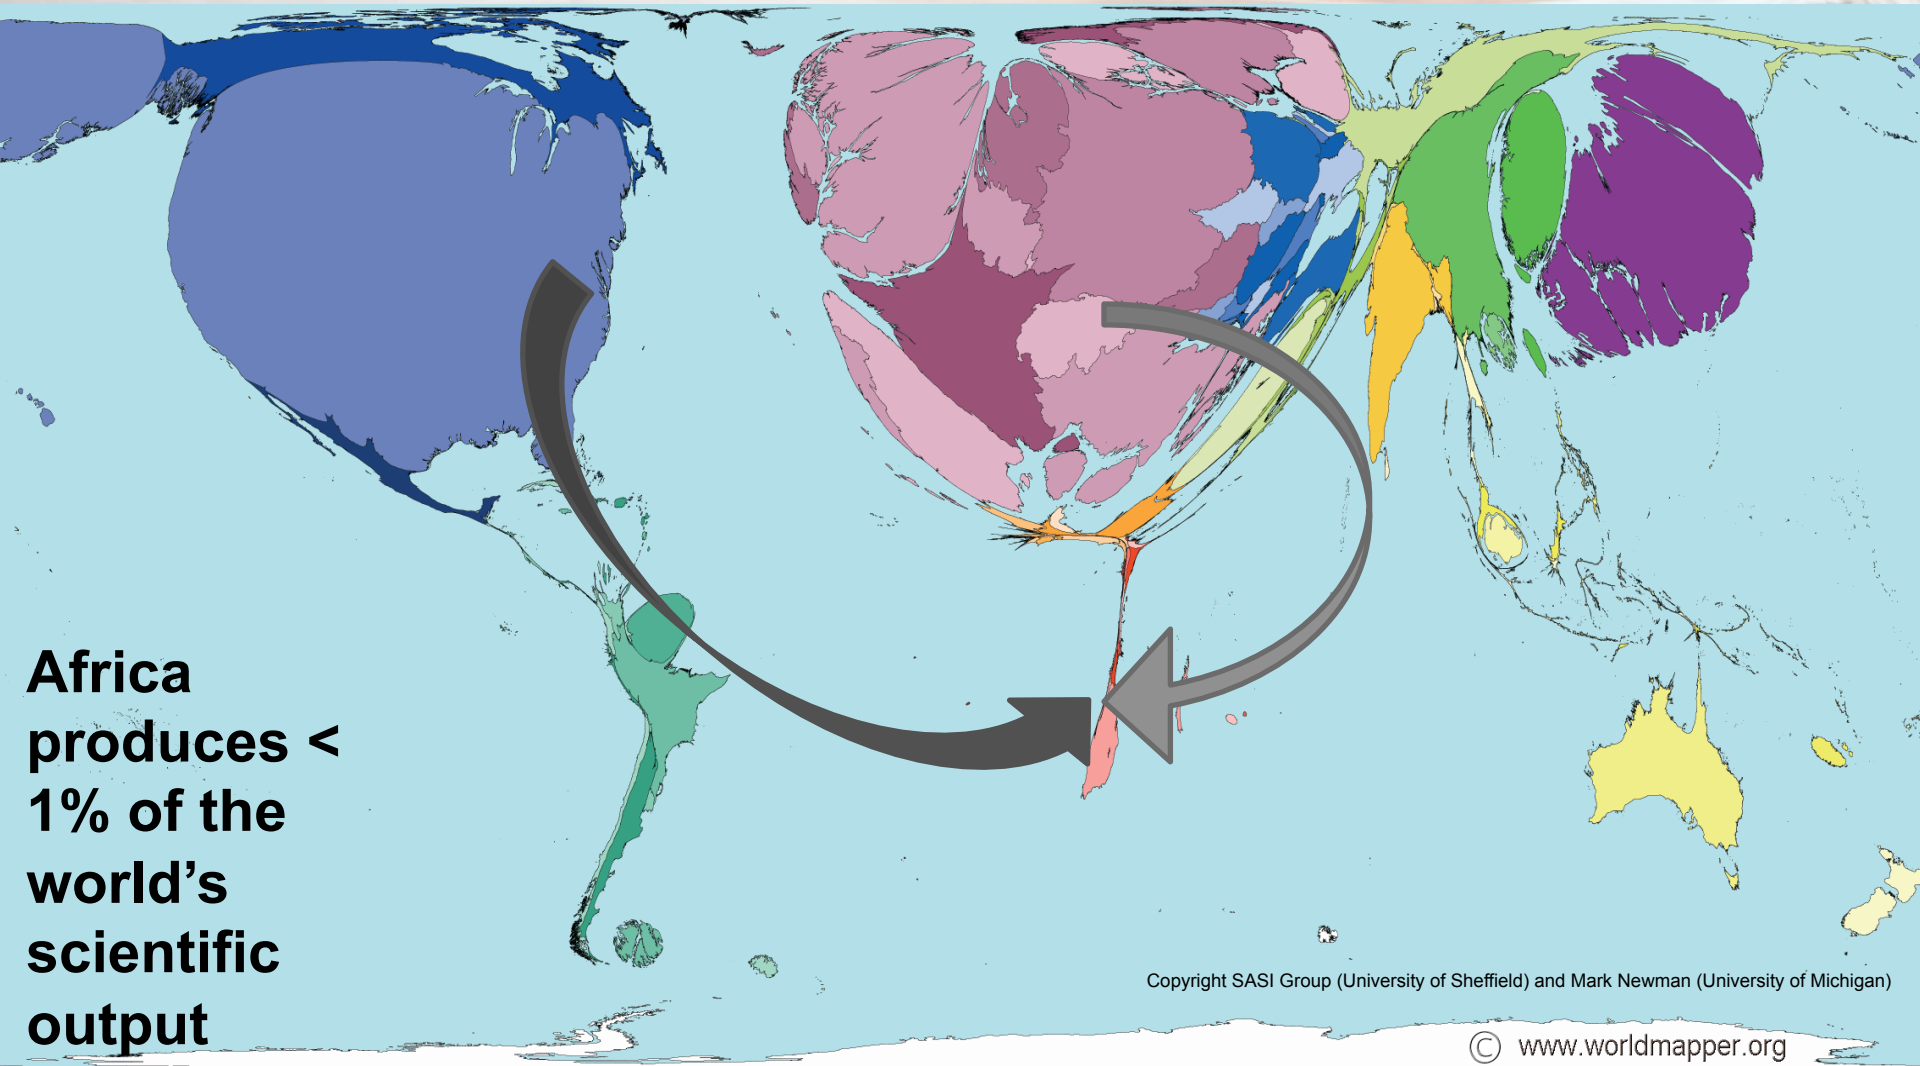 Africa
produces <
1% of the
world’s
scientific
output
Copyright SASI Group (University of Sheffield) and Mark Newman (University of Michigan)
© www.worldmapper.org